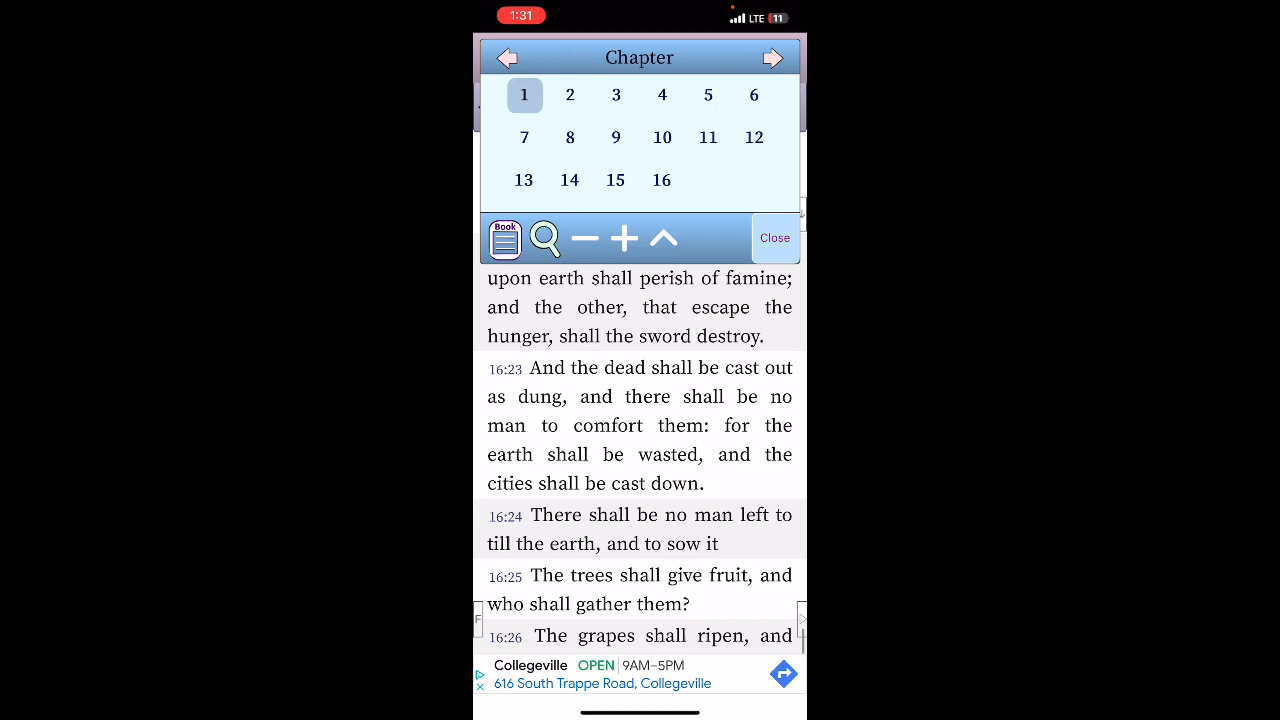 1:31 LTE 11
Chapter
1 2 3 4 5 6
7 8 9 10 11 12
13 14 15 16
Book Close
upon earth shall perish of famine;
and the other, that escape the
hunger, shall the sword destroy.
16:23 And the dead shall be cast out
as dung, and there shall be no
man to comfort them: for the
earth shall be wasted, and the
cities shall be cast down.
16:24 There shall be no man left to
till the earth, and to sow it
16:25 The trees shall give fruit, and
who shall gather them?
F
16:26 The grapes shall ripen, and
Collegeville OPEN 9AM–5PM
616 South Trappe Road, Collegeville